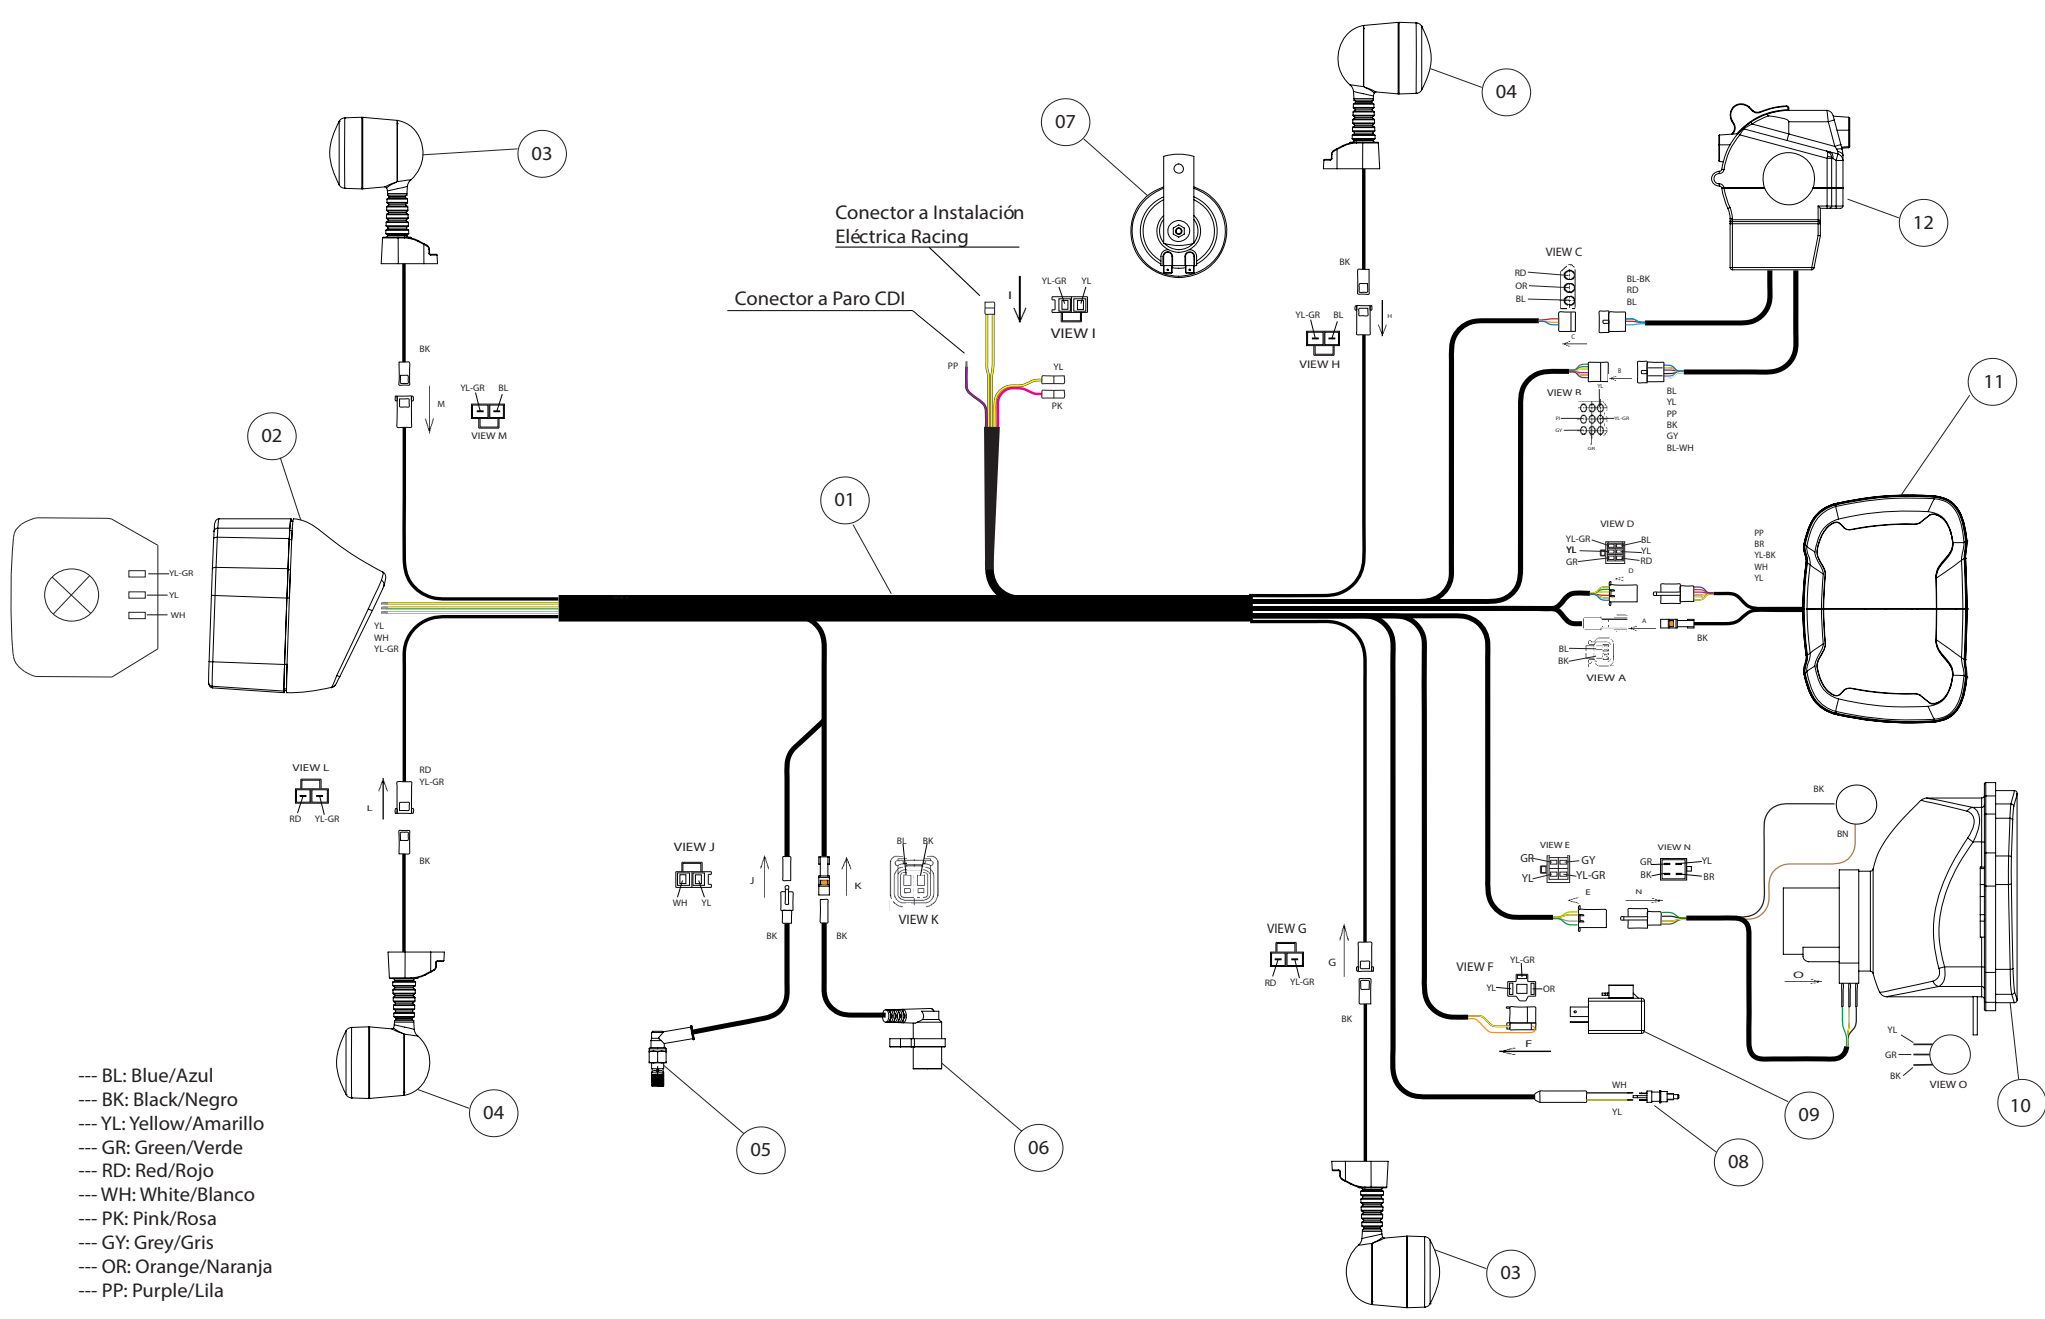 04
07
03
12
Conector a Instalación
Eléctrica Racing
Conector a Paro CDI
I
YL-GR YL
VIEW I
PP
YL
PK
BK
H
YL-GR BL
VIEW H
VIEW C
RD
OR
BL
C
BL-BK
RD
BL
B
VIEW B
YL
PI
YL-GR
GY
GR
BL
YL
PP
BK
GY
BL-WH
11
BK
M
YL-GR BL
VIEW M
02
01
YL-GR
YL
WH
YL
WH
YL-GR
VIEW D
YL-GR
YL
GR
BL
YL
RD
D
PP
BR
YL-BK
WH
YL
A
BK
BL
BK
VIEW A
VIEW L
RD YL-GR
L
RD
YL-GR
BK
VIEW J
WH YL
J
BK
K
BK
BL BK
VIEW K
VIEW G
RD YL-GR
G
BK
BK
BN
VIEW E
GR
GY
YL
YL-GR
E
VIEW N
GR
YL
BK
BR
N
VIEW F
YL-GR
YL
OR
F
O
YL
GR
BK
VIEW O
WH
YL
04
05
06
08
09
10
03
--- BL: Blue/Azul
--- BK: Black/Negro
--- YL: Yellow/Amarillo
--- GR: Green/Verde
--- RD: Red/Rojo
--- WH: White/Blanco
--- PK: Pink/Rosa
--- GY: Grey/Gris
--- OR: Orange/Naranja
--- PP: Purple/Lila